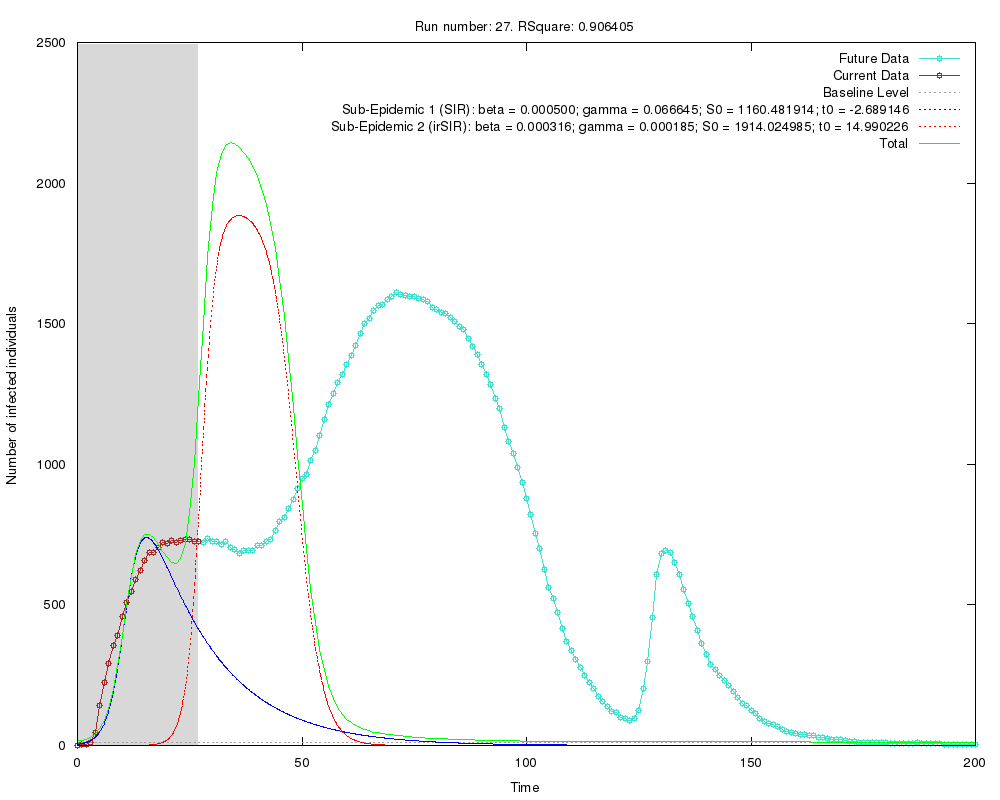 Run number: 27. RSquare: 0.906405
2500
2000
1500
1000
500
0
Number of infected individuals
Future Data
Current Data
Baseline Level
Sub-Epidemic 1 (SIR): beta = 0.000500; gamma = 0.066645; S0 = 1160.481914; t0 = -2.689146
Sub-Epidemic 2 (irSIR): beta = 0.000316; gamma = 0.000185; S0 = 1914.024985; t0 = 14.990226
Total
0 50 100 150 200
Time